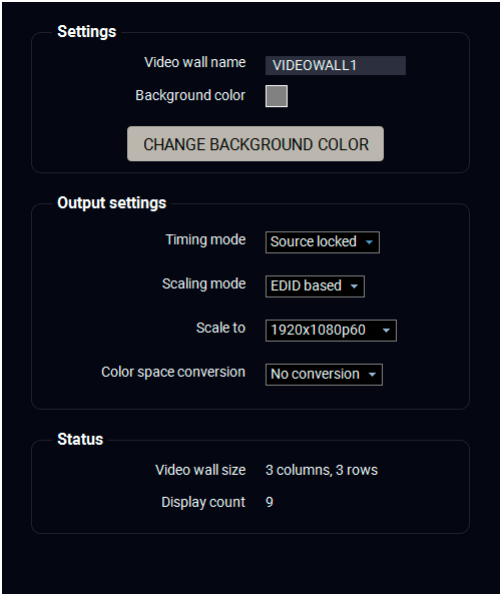 Settings
Video wall name VIDEOWALL1
Background color
CHANGE BACKGROUND COLOR
Output settings
Timing mode Source locked
Scaling mode EDID based
Scale to 1920x1080p60
Color space conversion No conversion
Status
Video wall size 3 columns, 3 rows
Display count 9